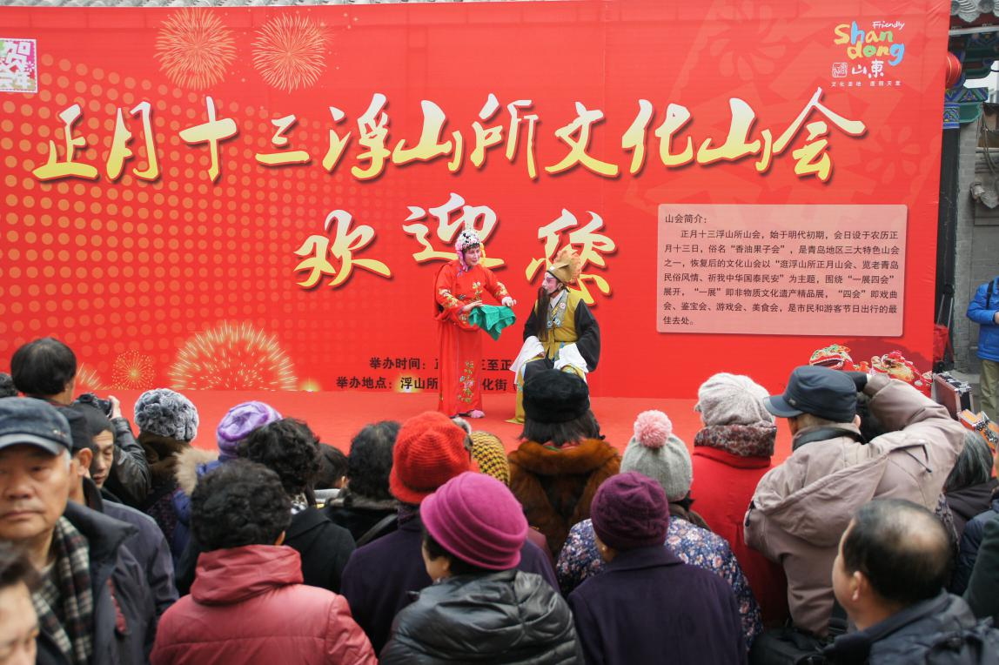 贺年
Friendly
Shan
dong
山東
文化圣地 度假天堂
正月十三浮山所文化山会
欢迎您
山会简介：
正月十三浮山所山会，始于明代初期，会日设于农历正
月十三日，俗名“香油果子会”，是青岛地区三大特色山会
之一，恢复后的文化山会以“逛浮山所正月山会、览老青岛
民俗风情、祈我中华国泰民安”为主题，围绕“一展四会”
展开，“一展”即非物质文化遗产精品展，“四会”即戏曲
会、鉴宝会、游戏会、美食会，是市民和游客节日出行的最
佳去处。
举办时间：正 三至正
举办地点：浮山所 化街